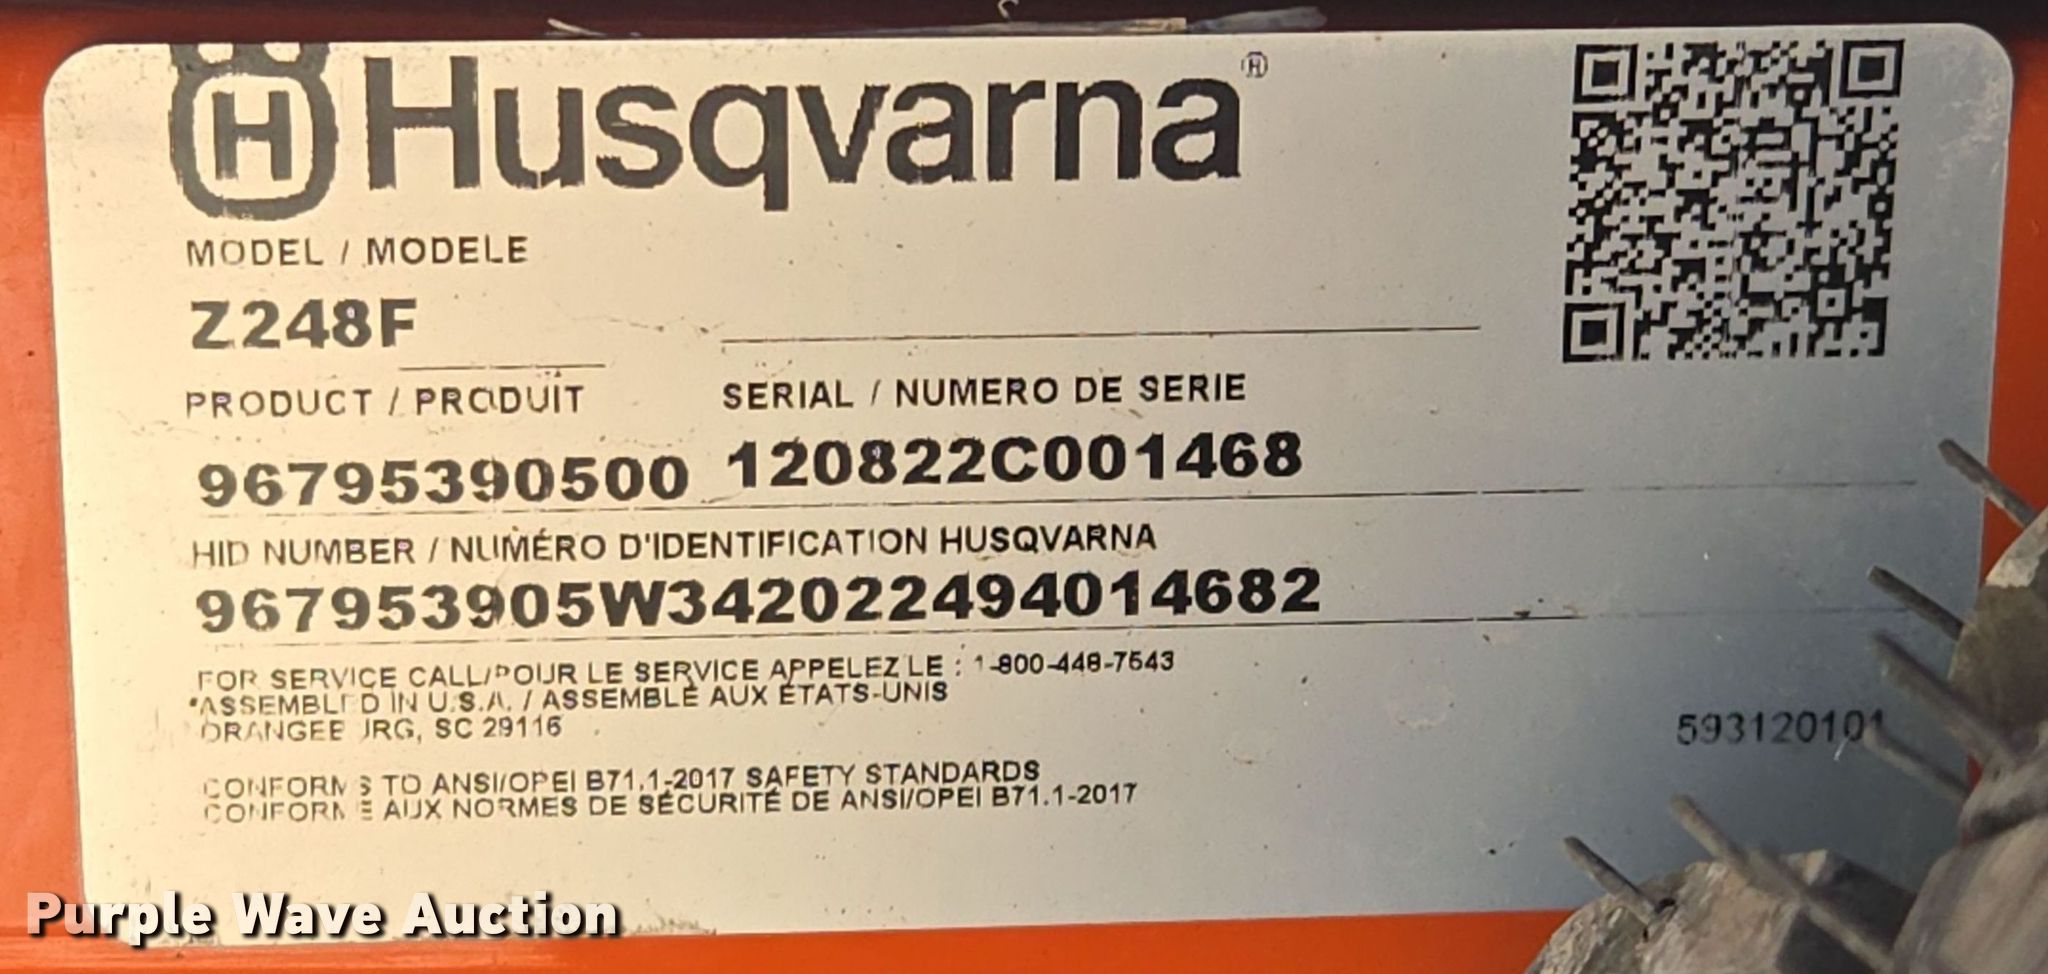 Husqvarna
MODEL / MODELE
Z248F
PRODUCT / PRODUIT
SERIAL / NUMERO DE SERIE
96795390500
120822C001468
HID NUMBER / NUMÉRO D'IDENTIFICATION HUSQVARNA
967953905W342022494014682
FOR SERVICE CALL/POUR LE SERVICE APPELEZ LE : 1-800-448-7543
*ASSEMBLED IN U.S.A. / ASSEMBLÉ AUX ÉTATS-UNIS
ORANGEBURG, SC 29116
593120101
CONFORMS TO ANSI/OPEI B71.1-2017 SAFETY STANDARDS
CONFORME AUX NORMES DE SÉCURITÉ DE ANSI/OPEI B71.1-2017
Purple Wave Auction